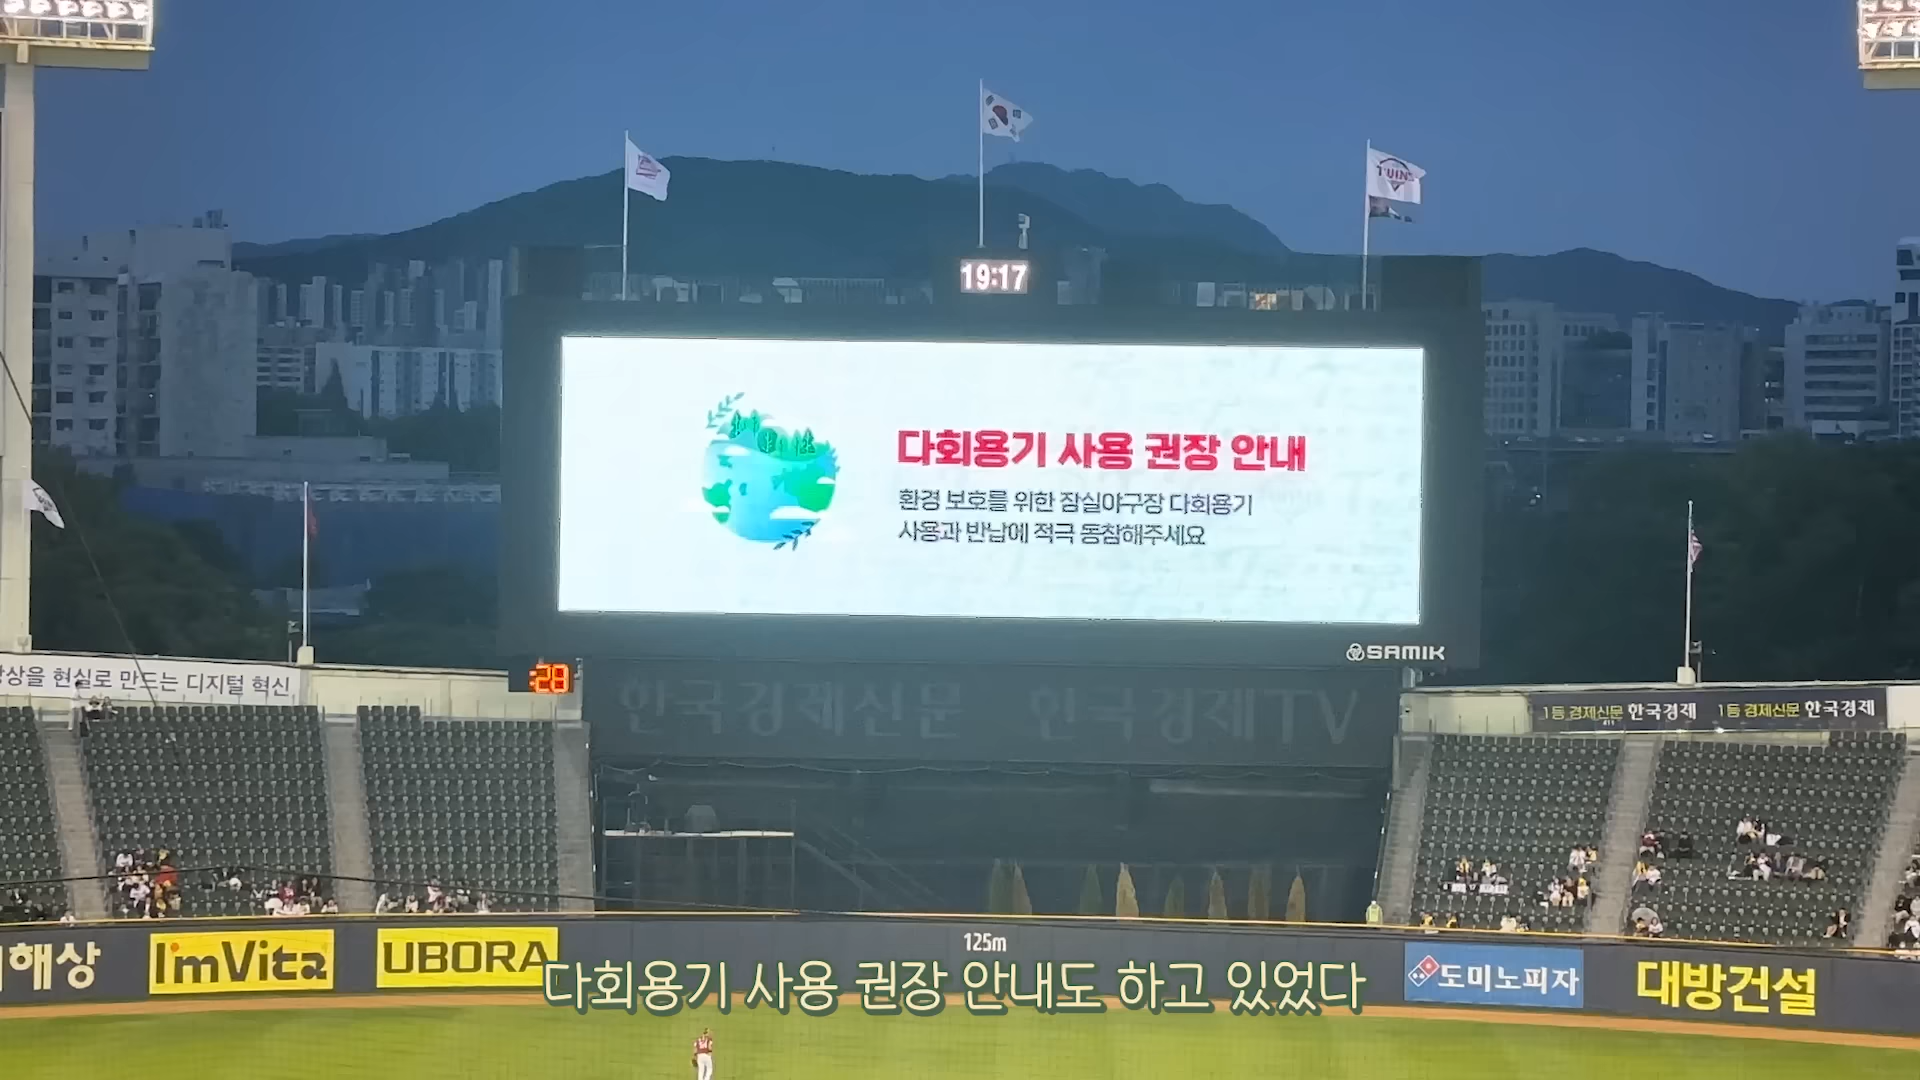 TWINS
19:17
다회용기 사용 권장 안내
환경 보호를 위한 잠실야구장 다회용기
사용과 반납에 적극 동참해주세요
SAMIK
상상을 현실로 만드는 디지털 혁신
:28
한국경제신문 한국경제TV
1등 경제신문 한국경제 1등 경제신문 한국경제
해상
I'mVita
UBORA
125m
도미노피자
대방건설
다회용기 사용 권장 안내도 하고 있었다